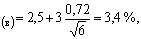 (в) = 2,5 + 3 0,72/√6 = 3,4 %,